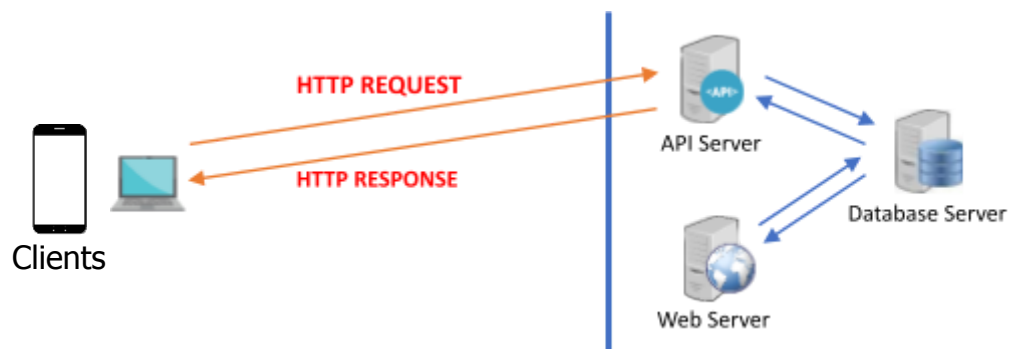 HTTP REQUEST
<API>
API Server
HTTP RESPONSE
Database Server
Clients
Web Server